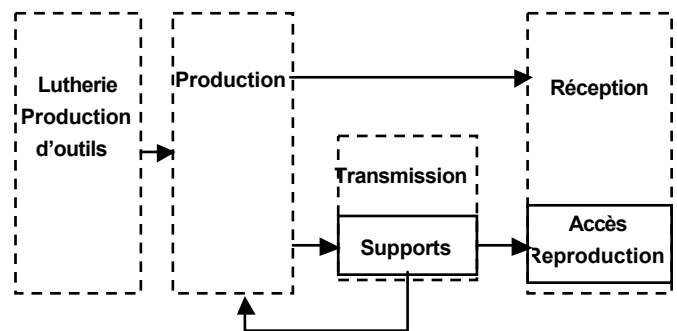 Lutherie
Production
d'outils
Production
Transmission
Supports
Réception
Accès
Reproduction